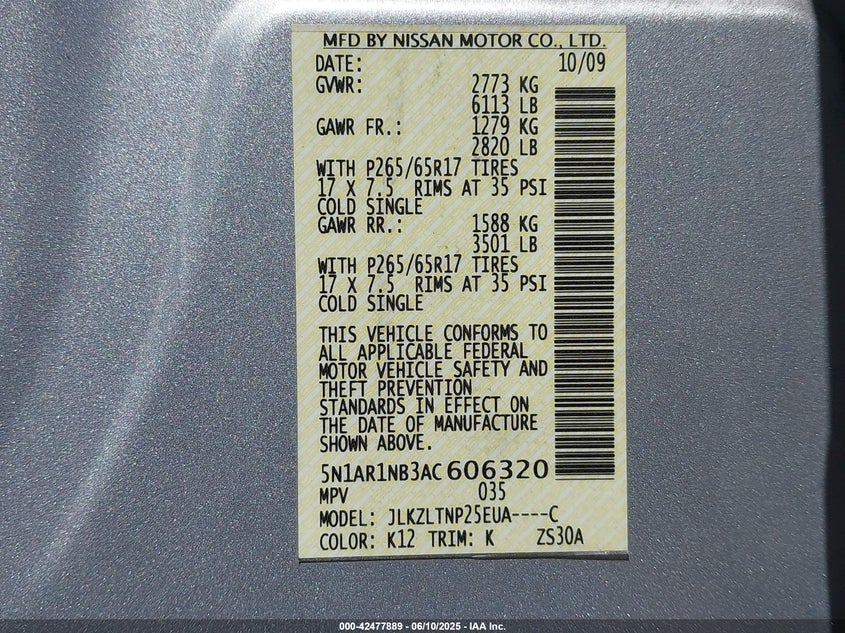 MFD BY NISSAN MOTOR CO., LTD.
DATE: 10/09
GVWR: 2773 KG
6113 LB
GAWR FR.: 1279 KG
2820 LB
WITH P265/65R17 TIRES
17 X 7.5 RIMS AT 35 PSI
COLD SINGLE
GAWR RR.: 1588 KG
3501 LB
WITH P265/65R17 TIRES
17 X 7.5 RIMS AT 35 PSI
COLD SINGLE
THIS VEHICLE CONFORMS TO
ALL APPLICABLE FEDERAL
MOTOR VEHICLE SAFETY AND
THEFT PREVENTION
STANDARDS IN EFFECT ON
THE DATE OF MANUFACTURE
SHOWN ABOVE.
5N1AR1NB3AC606320
MPV 035
MODEL: JLKZLTNP25EUA----C
COLOR: K12 TRIM: K ZS30A
000-42477889 - 06/10/2025 - IAA Inc.